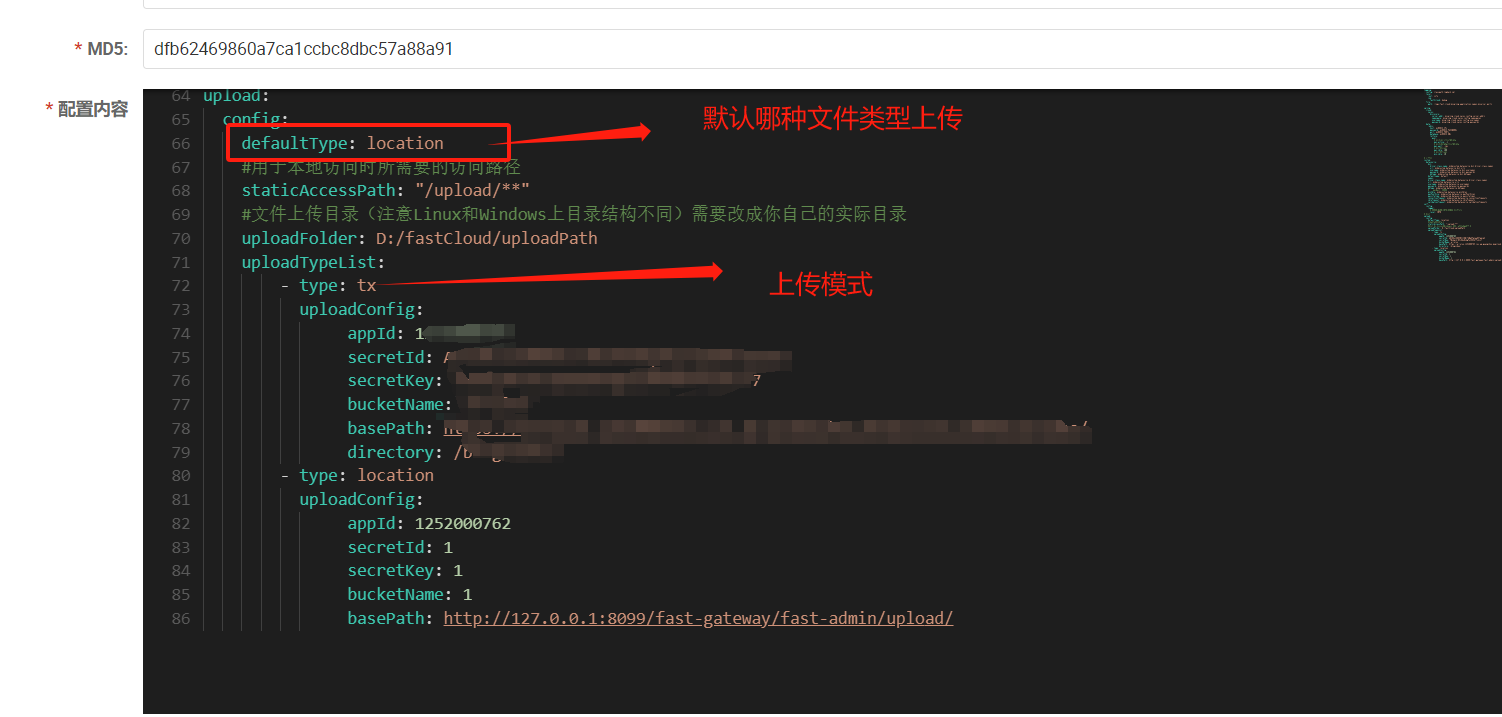 * MD5: dfb62469860a7ca1ccbc8dbc57a88a91
* 配置内容
64 upload:
65 config:
默认哪种文件类型上传
66 defaultType: location
67 #用于本地访问时所需要的访问路径
68 staticAccessPath: "/upload/**"
69 #文件上传目录（注意Linux和Windows上目录结构不同）需要改成你自己的实际目录
70 uploadFolder: D:/fastCloud/uploadPath
71 uploadTypeList:
上传模式
72 - type: tx
73 uploadConfig:
74 appId: 1
75 secretId:
76 secretKey: 7
77 bucketName:
78 basePath:
79 directory: /b
80 - type: location
81 uploadConfig:
82 appId: 1252000762
83 secretId: 1
84 secretKey: 1
85 bucketName: 1
86 basePath: http://127.0.0.1:8099/fast-gateway/fast-admin/upload/